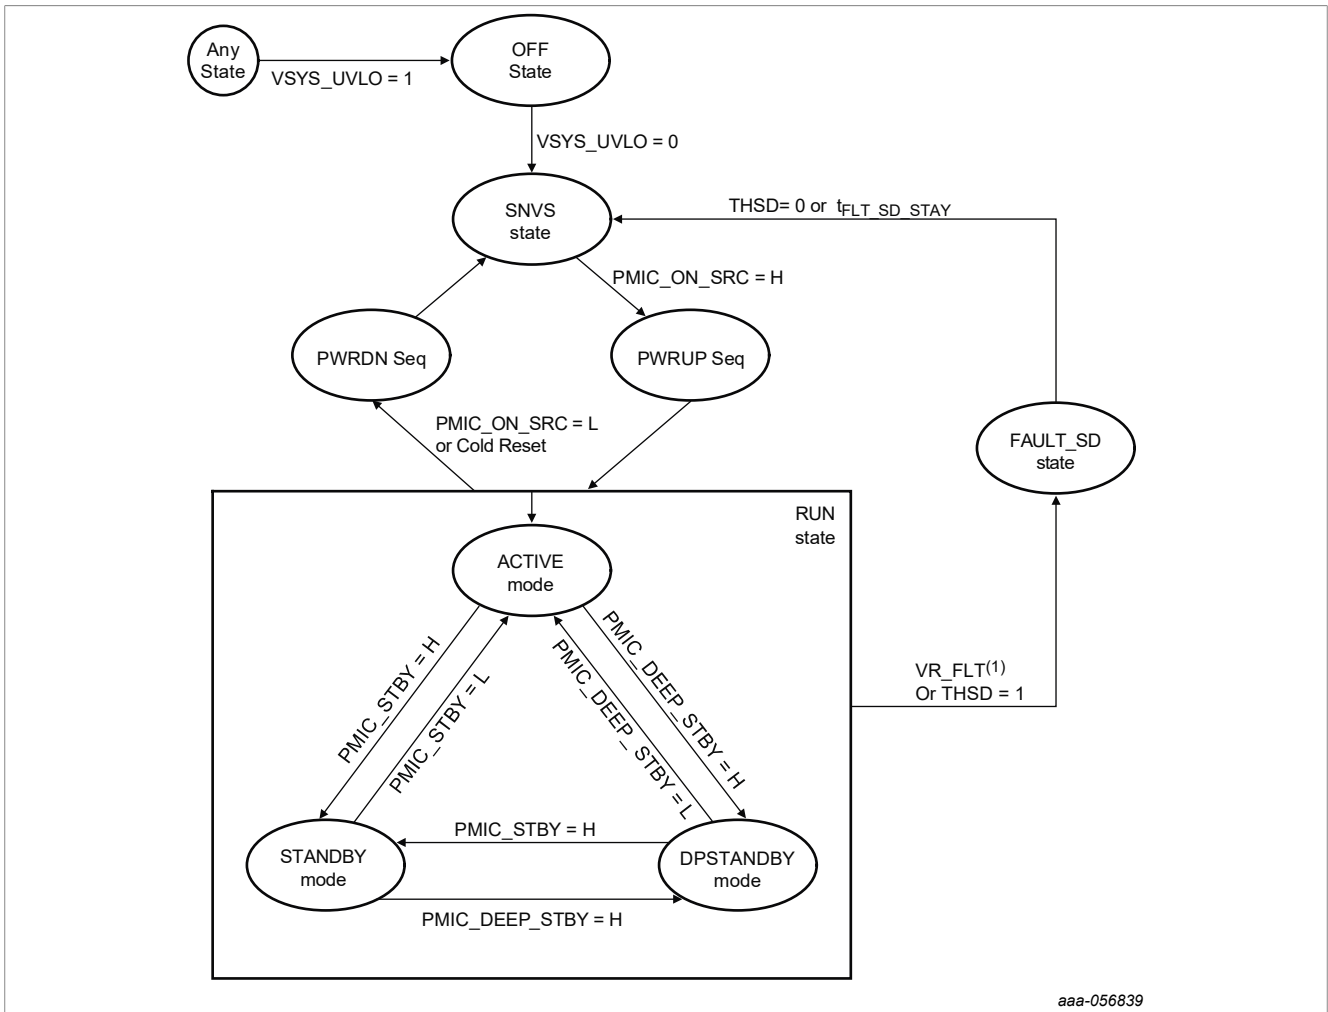 Any
State
VSYS_UVLO = 1
OFF
State
VSYS_UVLO = 0
SNVS
state
THSD= 0 or tFLT_SD_STAY
PMIC_ON_SRC = H
PWRDN Seq
PWRUP Seq
PMIC_ON_SRC = L
or Cold Reset
FAULT_SD
state
RUN
state
ACTIVE
mode
PMIC_STBY = H
PMIC_STBY = L
PMIC_DEEP_ STBY = L
PMIC_DEEP_STBY = H
VR_FLT(1)
Or THSD = 1
STANDBY
mode
PMIC_STBY = H
DPSTANDBY
mode
PMIC_DEEP_STBY = H
aaa-056839